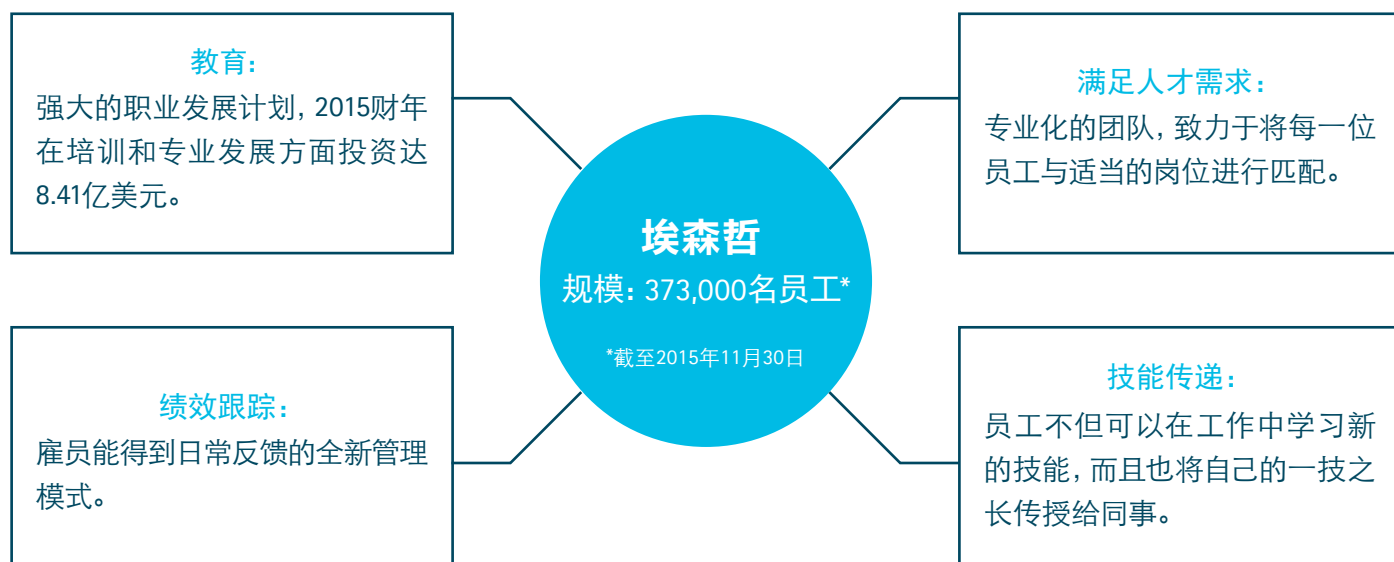 教育：
强大的职业发展计划，2015财年
在培训和专业发展方面投资达
8.41亿美元。
满足人才需求：
专业化的团队，致力于将每一位
员工与适当的岗位进行匹配。
埃森哲
规模：373,000名员工*
*截至2015年11月30日
绩效跟踪：
雇员能得到日常反馈的全新管理
模式。
技能传递：
员工不但可以在工作中学习新
的技能，而且也将自己的一技之
长传授给同事。